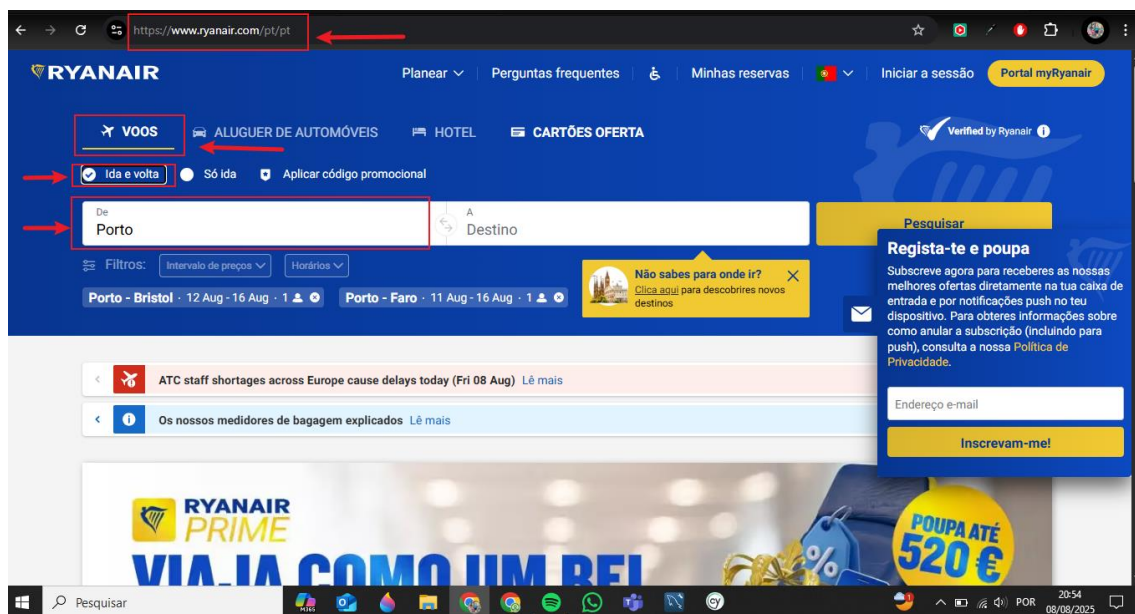 https://www.ryanair.com/pt/pt
RYANAIR
Planear
Perguntas frequentes
Minhas reservas
Iniciar a sessão
Portal myRyanair
VOOS
ALUGUER DE AUTOMÓVEIS
HOTEL
CARTÕES OFERTA
Verified by Ryanair
Ida e volta
Só ida
Aplicar código promocional
De
Porto
A
Destino
Pesquisar
Filtros:
Intervalo de preços
Horários
Porto - Bristol · 12 Aug - 16 Aug · 1
Porto - Faro · 11 Aug - 16 Aug · 1
Não sabes para onde ir?
Clica aqui para descobrires novos
destinos
Regista-te e poupa
Subscreve agora para receberes as nossas
melhores ofertas diretamente na tua caixa de
entrada e por notificações push no teu
dispositivo. Para obteres informações sobre
como anular a subscrição (incluindo para
push), consulta a nossa Política de
Privacidade.
Endereço e-mail
Inscrevam-me!
ATC staff shortages across Europe cause delays today (Fri 08 Aug) Lê mais
Os nossos medidores de bagagem explicados Lê mais
RYANAIR
PRIME
VIAJA COMO UM REI
%
POUPA ATÉ
520 €
Pesquisar
M365
cy
POR
20:54
08/08/2025